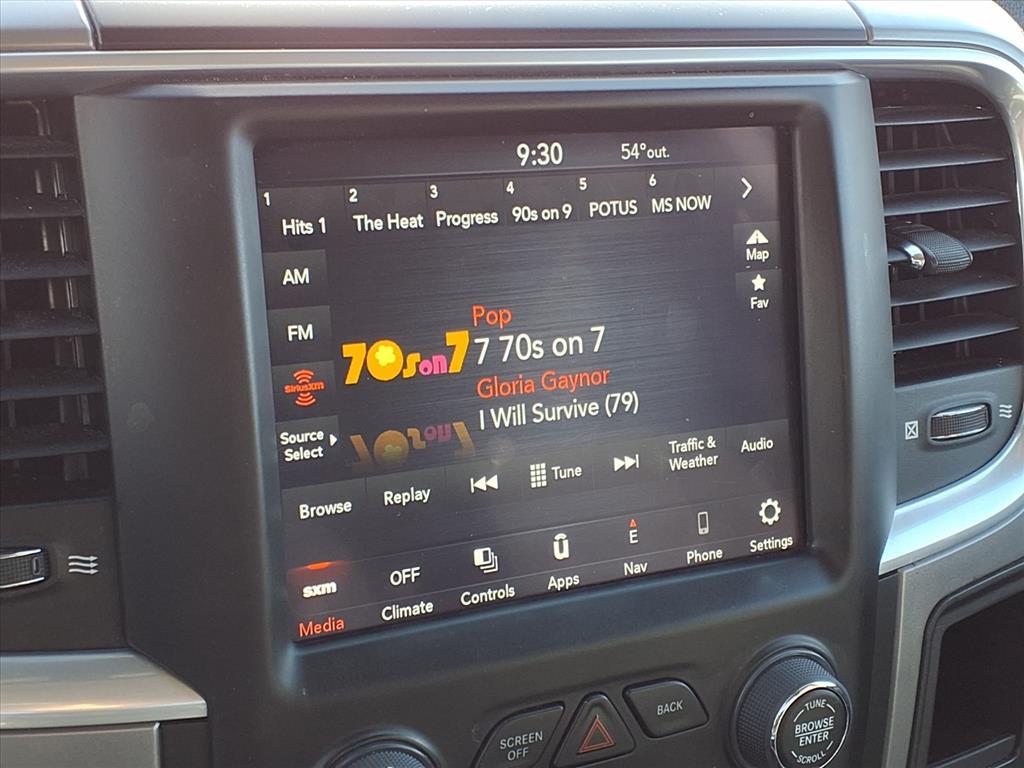 9:30 54°out.
1 2 3 4 5 6
Hits 1 The Heat Progress 90s on 9 POTUS MS NOW
AM
FM
SiriusXM
Source
Select
Map
Fav
Pop
70s on 7 7 70s on 7
Gloria Gaynor
I Will Survive (79)
Browse Replay Tune Traffic &
Weather Audio
sxm OFF E
Media Climate Controls Apps Nav Phone Settings
SCREEN
OFF
BACK
TUNE
BROWSE
ENTER
SCROLL